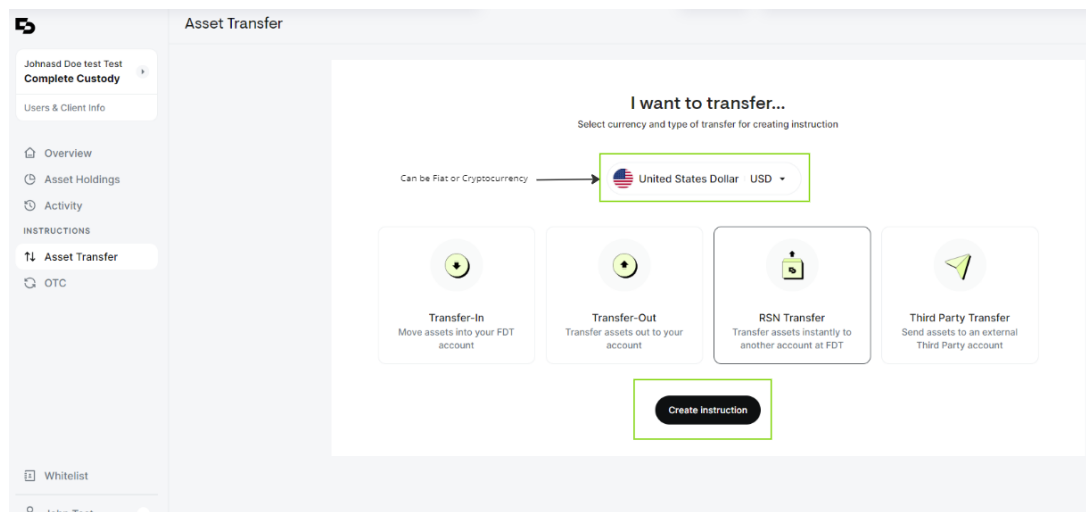 Asset Transfer
Johnasd Doe test Test
Complete Custody
Users & Client Info
Overview
Asset Holdings
Activity
INSTRUCTIONS
Asset Transfer
OTC
Whitelist
John Test
I want to transfer...
Select currency and type of transfer for creating instruction
Can be Fiat or Cryptocurrency
United States Dollar USD
Transfer-In
Move assets into your FDT
account
Transfer-Out
Transfer assets out to your
account
RSN Transfer
Transfer assets instantly to
another account at FDT
Third Party Transfer
Send assets to an external
Third Party account
Create instruction